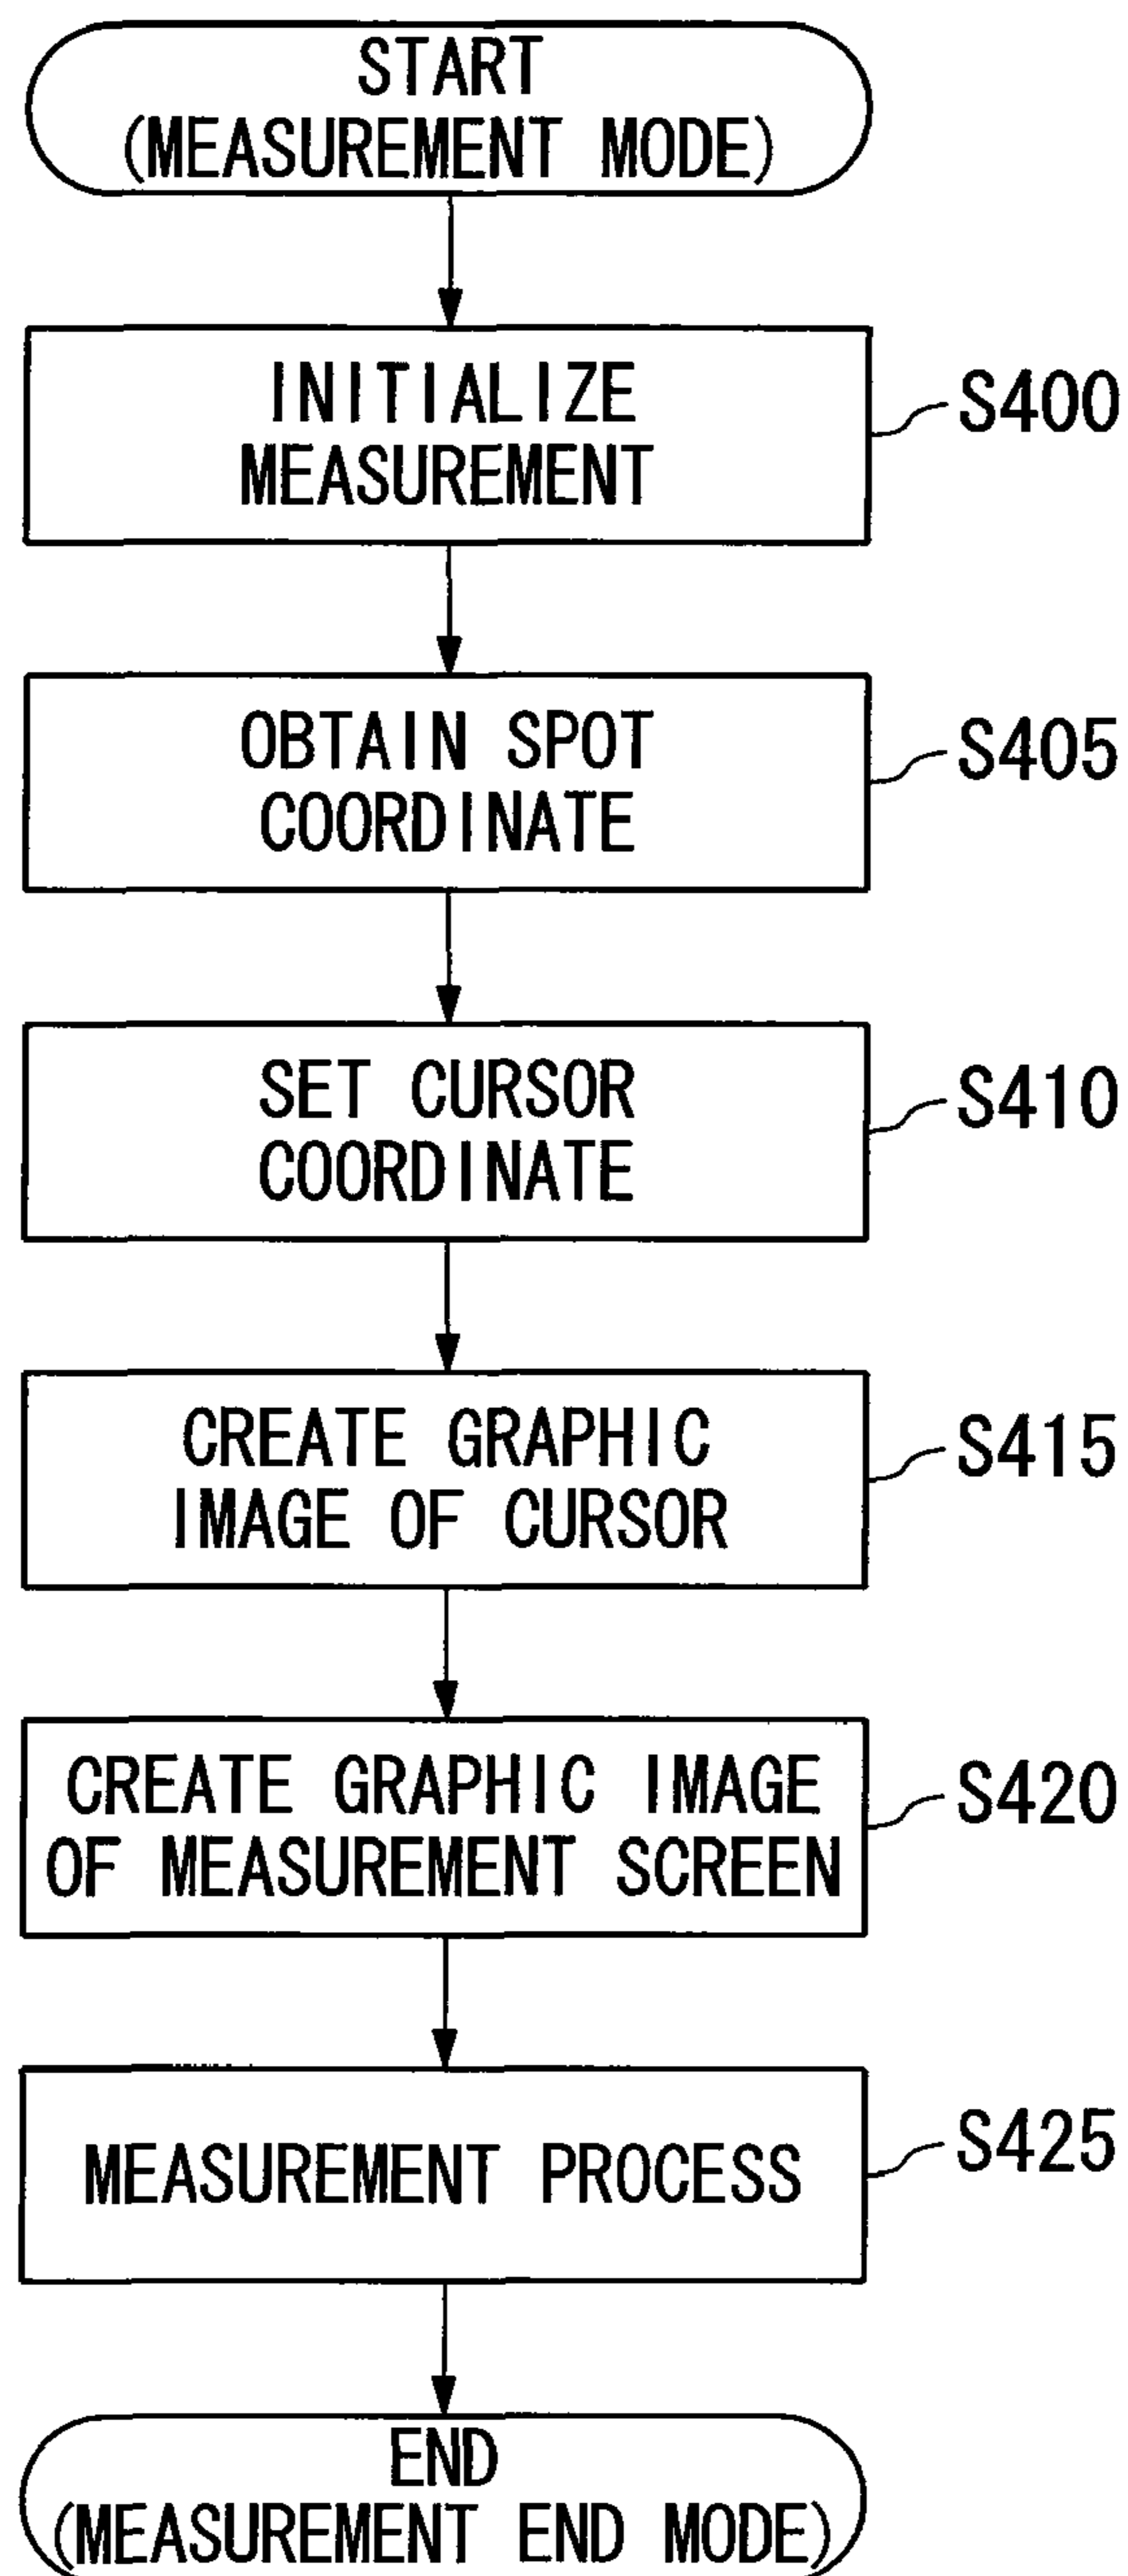 START
(MEASUREMENT MODE)
INITIALIZE
MEASUREMENT
S400
OBTAIN SPOT
COORDINATE
S405
SET CURSOR
COORDINATE
S410
CREATE GRAPHIC
IMAGE OF CURSOR
S415
CREATE GRAPHIC IMAGE
OF MEASUREMENT SCREEN
S420
MEASUREMENT PROCESS
S425
END
(MEASUREMENT END MODE)